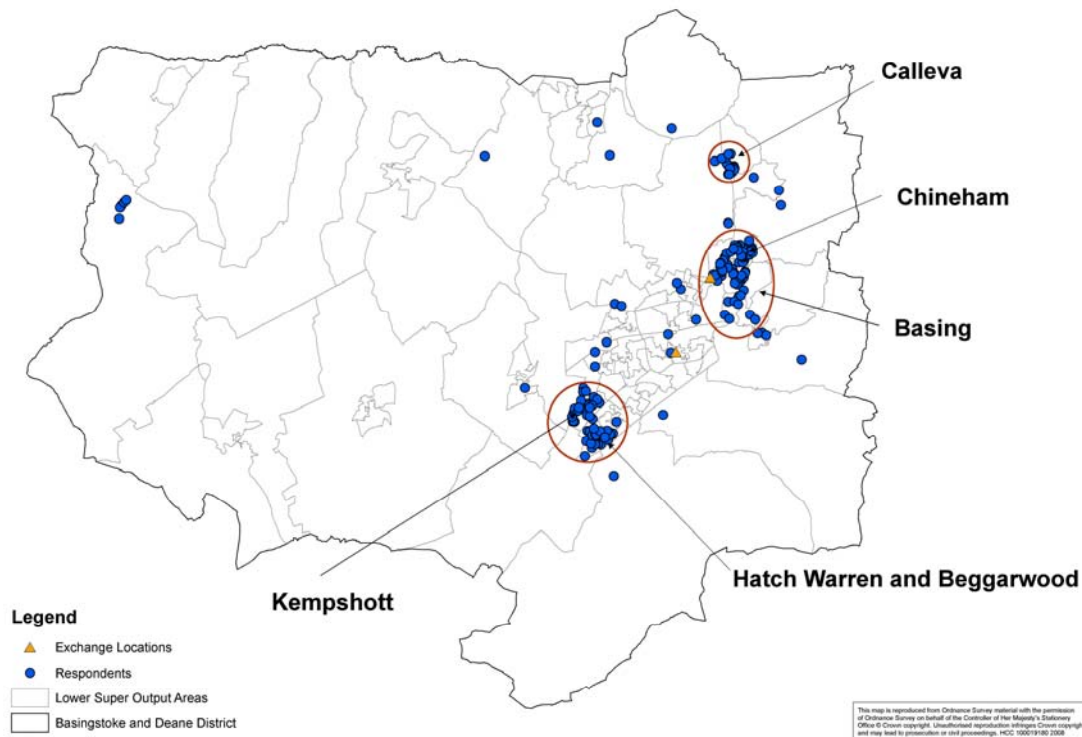 Calleva
Chineham
Basing
Hatch Warren and Beggarwood
Kempshott
Legend
Exchange Locations
Respondents
Lower Super Output Areas
Basingstoke and Deane District
This map is reproduced from Ordnance Survey material with the permission
of Ordnance Survey on behalf of the Controller of Her Majesty's Stationery
Office © Crown copyright. Unauthorised reproduction infringes Crown copyright
and may lead to prosecution or civil proceedings. HCC 100019180 2008